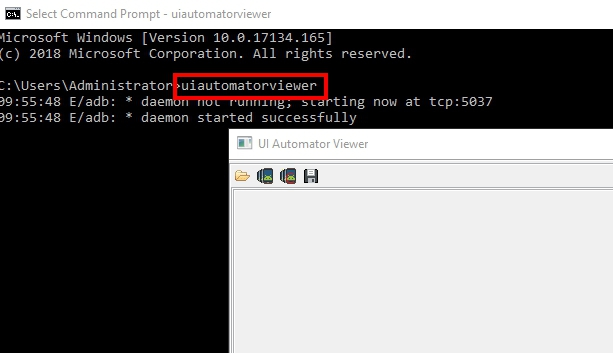 Select Command Prompt - uiautomatorviewer
Microsoft Windows [Version 10.0.17134.165]
(c) 2018 Microsoft Corporation. All rights reserved.
C:\Users\Administrator>uiautomatorviewer
09:55:48 E/adb: * daemon not running; starting now at tcp:5037
09:55:48 E/adb: * daemon started successfully
UI Automator Viewer